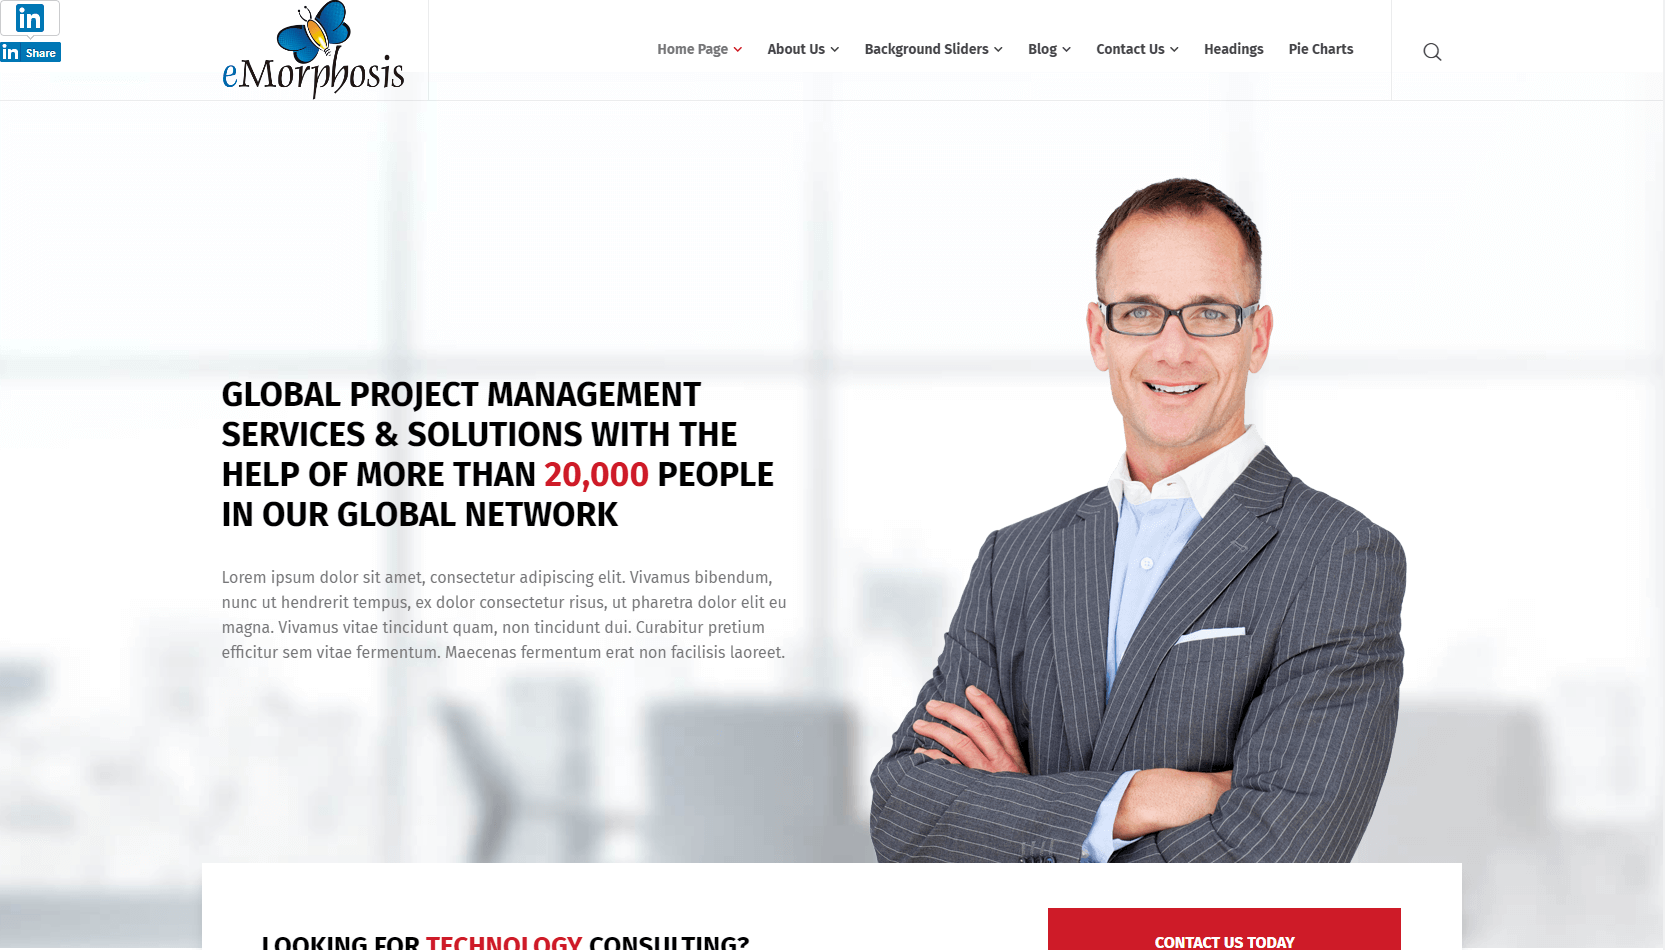 in
in Share
eMorphosis
Home Page About Us Background Sliders Blog Contact Us Headings Pie Charts
GLOBAL PROJECT MANAGEMENT
SERVICES & SOLUTIONS WITH THE
HELP OF MORE THAN 20,000 PEOPLE
IN OUR GLOBAL NETWORK
Lorem ipsum dolor sit amet, consectetur adipiscing elit. Vivamus bibendum,
nunc ut hendrerit tempus, ex dolor consectetur risus, ut pharetra dolor elit eu
magna. Vivamus vitae tincidunt quam, non tincidunt dui. Curabitur pretium
efficitur sem vitae fermentum. Maecenas fermentum erat non facilisis laoreet.
LOOKING FOR TECHNOLOGY CONSULTING?
CONTACT US TODAY